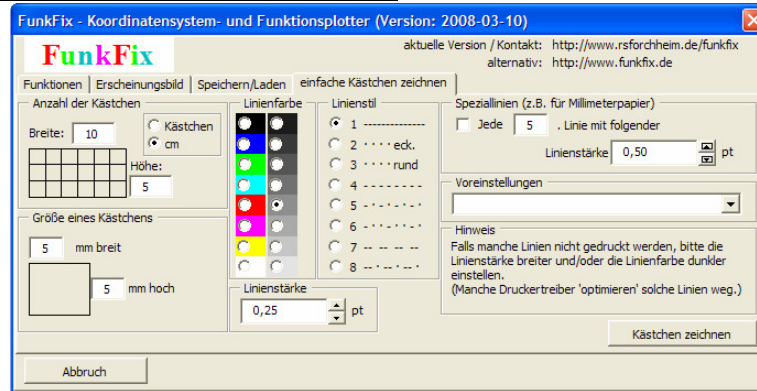 FunkFix - Koordinatensystem- und Funktionsplotter (Version: 2008-03-10)
FunkFix
aktuelle Version / Kontakt: http://www.rsforchheim.de/funkfix
alternativ: http://www.funkfix.de
Funktionen | Erscheinungsbild | Speichern/Laden | einfache Kästchen zeichnen
Anzahl der Kästchen
Breite: 10
Kästchen
cm
Höhe:
5
Größe eines Kästchens
5 mm breit
5 mm hoch
Linienfarbe
Linienstil
1 --------------
2 · · · · eck.
3 · · · · rund
4 - - - - - - - -
5 - · - · - · - ·
6 - · · - · · - ·
7 -- -- -- --
8 -- · -- · -- ·
Linienstärke
0,25 pt
Speziallinien (z.B. für Millimeterpapier)
Jede 5 . Linie mit folgender
Linienstärke 0,50 pt
Voreinstellungen
Hinweis
Falls manche Linien nicht gedruckt werden, bitte die
Linienstärke breiter und/oder die Linienfarbe dunkler
einstellen.
(Manche Druckertreiber 'optimieren' solche Linien weg.)
Kästchen zeichnen
Abbruch